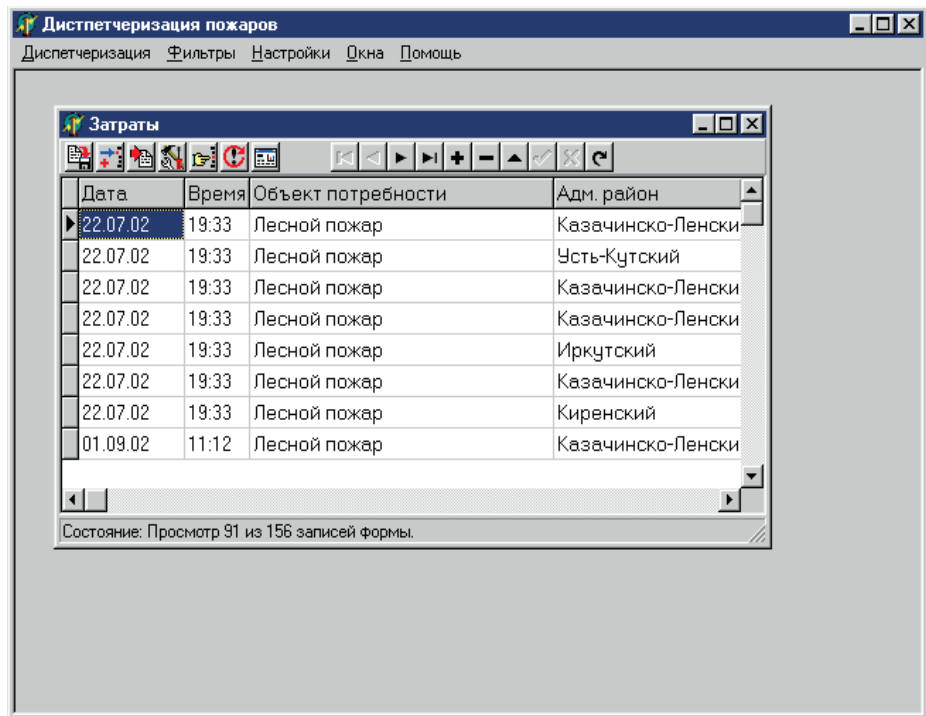 Дистпетчеризация пожаров
Диспетчеризация Фильтры Настройки Окна Помощь
Затраты
Дата Время Объект потребности Адм. район
22.07.02 19:33 Лесной пожар Казачинско-Ленски
22.07.02 19:33 Лесной пожар Усть-Кутский
22.07.02 19:33 Лесной пожар Казачинско-Ленски
22.07.02 19:33 Лесной пожар Казачинско-Ленски
22.07.02 19:33 Лесной пожар Иркутский
22.07.02 19:33 Лесной пожар Казачинско-Ленски
22.07.02 19:33 Лесной пожар Киренский
01.09.02 11:12 Лесной пожар Казачинско-Ленски
Состояние: Просмотр 91 из 156 записей формы.